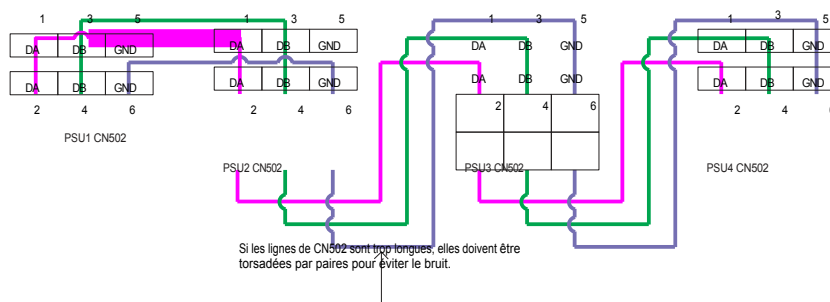 1 3 5
DA DB GND
DA DB GND
2 4 6
PSU1 CN502
1 3 5
DA DB GND
DA DB GND
2 4 6
PSU2 CN502
1 3 5
DA DB GND
DA DB GND
2 4 6
PSU3 CN502
1 3 5
DA DB GND
DA DB GND
2 4 6
PSU4 CN502
Si les lignes de CN502 sont trop longues, elles doivent être
torsadées par paires pour éviter le bruit.